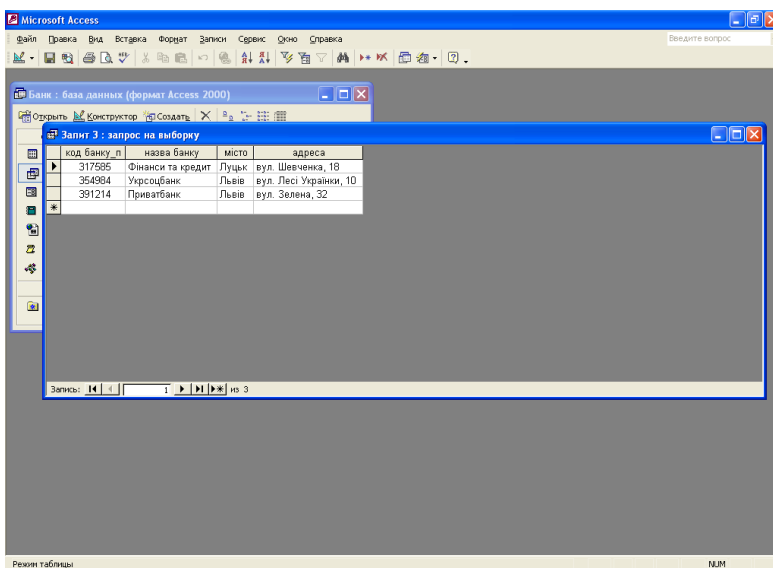 Microsoft Access
Файл Правка Вид Вставка Формат Записи Сервис Окно Справка Введите вопрос
Банк : база данных (формат Access 2000)
Открыть Конструктор Создать
Запит 3 : запрос на выборку
код банку_п назва банку місто адреса
317585 Фінанси та кредит Луцьк вул. Шевченка, 18
354984 Укрсоцбанк Львів вул. Лесі Українки, 10
391214 Приватбанк Львів вул. Зелена, 32
Запись: 1 из 3
Режим таблицы NUM